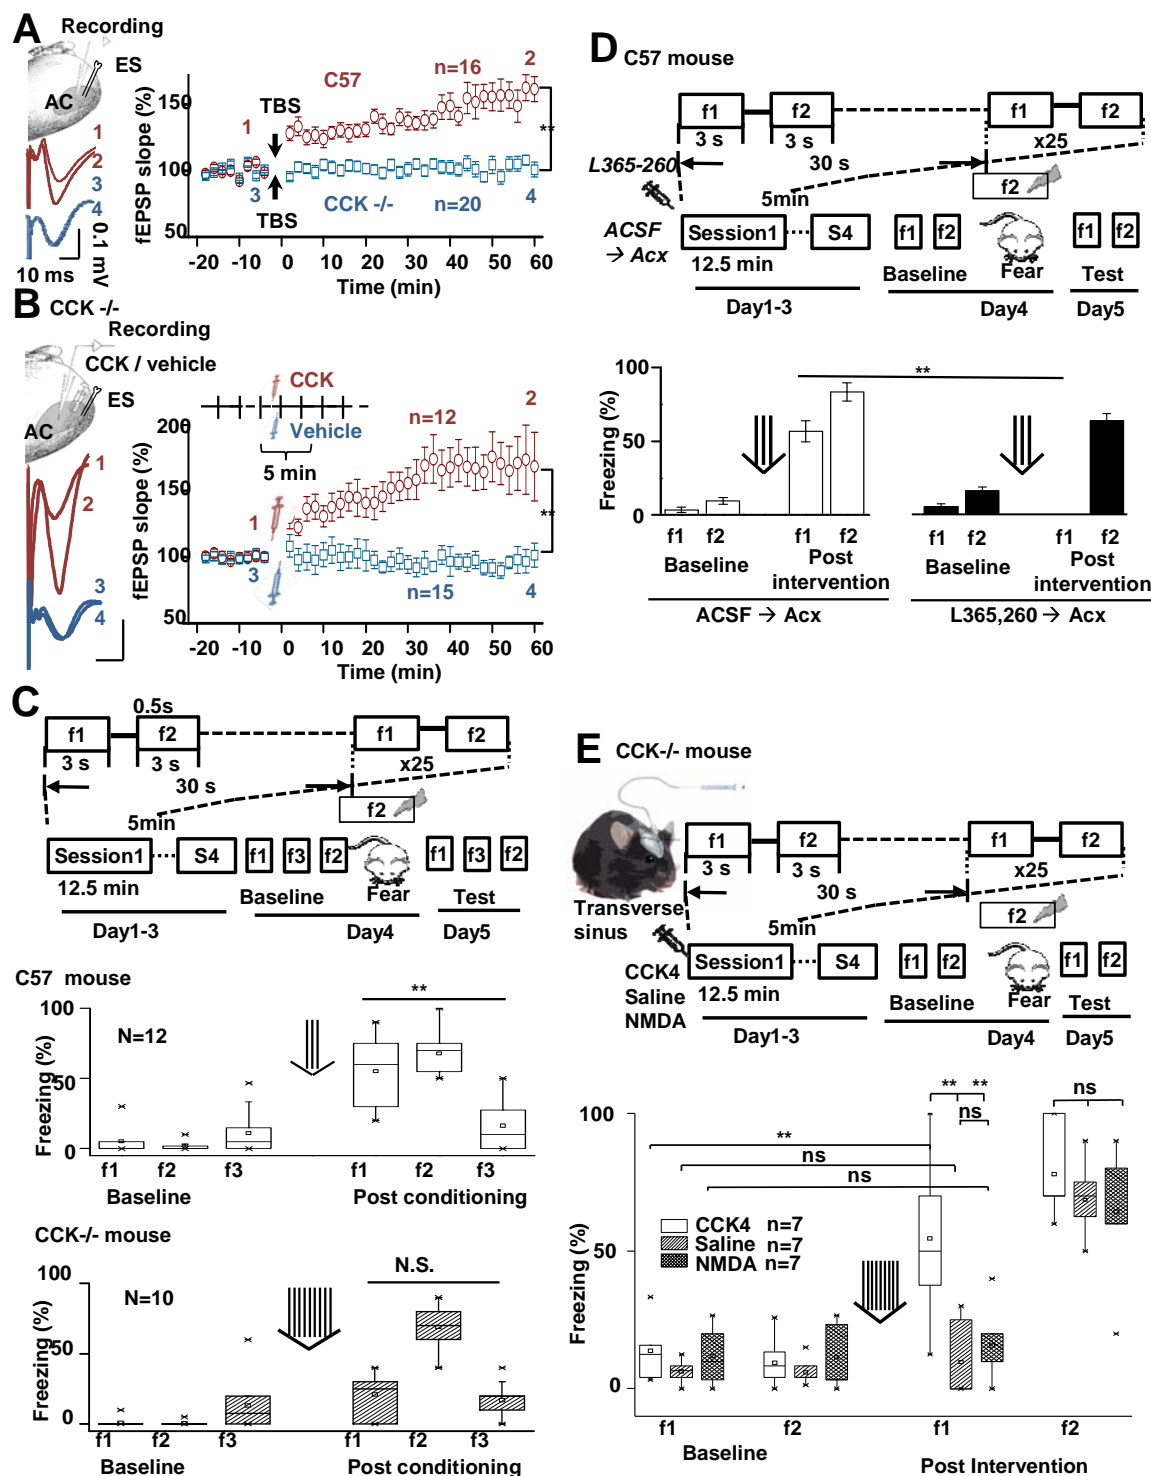 A
Recording
ES
AC
1
2
3
4
0.1 mV
10 ms
fEPSP slope (%)
150
100
50
C57
n=16
2
TBS
1
**
3
TBS
CCK -/-
n=20
4
-20 -10 0 10 20 30 40 50 60
Time (min)
B
CCK -/-
Recording
CCK / vehicle
ES
AC
1
2
3
4
fEPSP slope (%)
200
150
100
50
CCK
Vehicle
5 min
n=12
2
1
**
3
n=15
4
-20 -10 0 10 20 30 40 50 60
Time (min)
C
0.5s
f1 f2 f1 f2
3 s 3 s
x25
30 s
f2
5min
Session1 S4 f1 f3 f2 f1 f3 f2
12.5 min
Baseline Fear Test
Day1-3 Day4 Day5
C57 mouse
Freezing (%)
100
50
0
N=12
**
f1 f2 f3 f1 f2 f3
Baseline Post conditioning
CCK-/- mouse
Freezing (%)
100
50
0
N=10
N.S.
f1 f2 f3 f1 f2 f3
Baseline Post conditioning
D
C57 mouse
f1 f2 f1 f2
3 s 3 s
x25
L365-260
30 s
f2
5min
ACSF
→ Acx
Session1 S4 f1 f2 f1 f2
12.5 min
Baseline Fear Test
Day1-3 Day4 Day5
Freezing (%)
100
50
0
**
f1 f2 f1 f2 f1 f2 f1 f2
Baseline Post intervention Baseline Post intervention
ACSF → Acx L365,260 → Acx
E
CCK-/- mouse
f1 f2 f1 f2
3 s 3 s
x25
30 s
Transverse sinus
f2
5min
CCK4
Saline
NMDA
Session1 S4 f1 f2 f1 f2
12.5 min
Baseline Fear Test
Day1-3 Day4 Day5
Freezing (%)
100
50
0
** **
ns
ns
**
ns
ns
CCK4 n=7
Saline n=7
NMDA n=7
f1 f2 f1 f2
Baseline Post Intervention